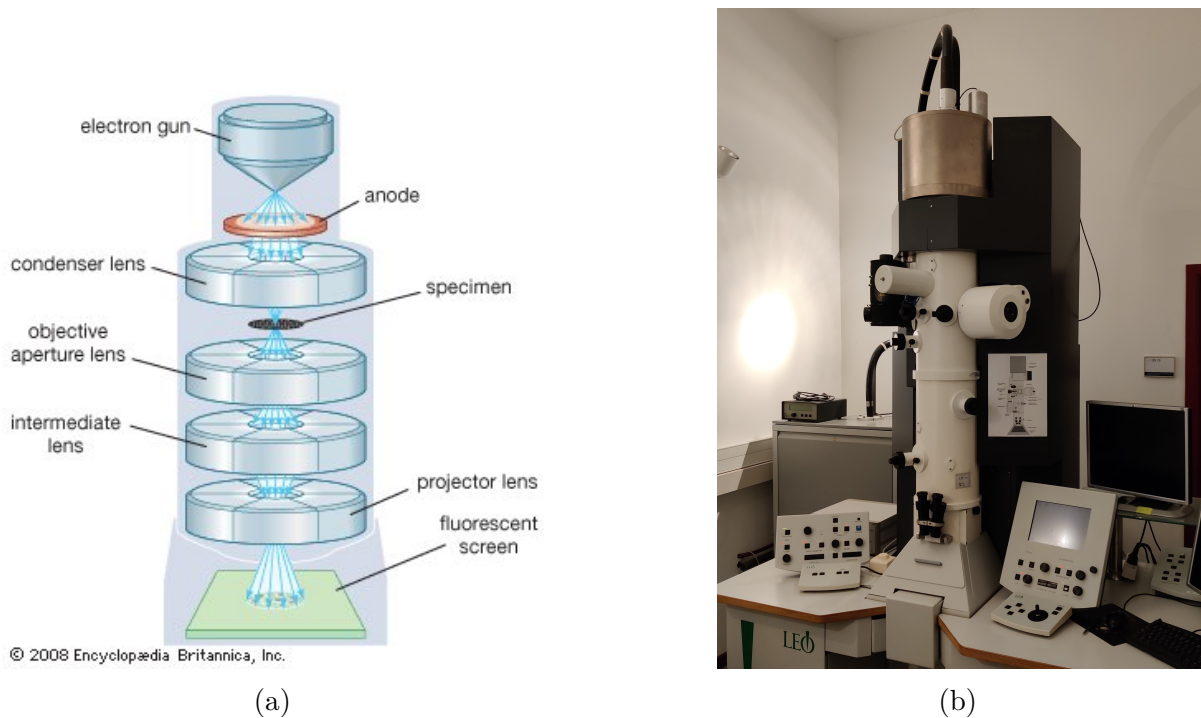 electron gun
anode
condenser lens
specimen
objective
aperture lens
intermediate
lens
projector lens
fluorescent
screen
© 2008 Encyclopædia Britannica, Inc.
LEO
(a)
(b)